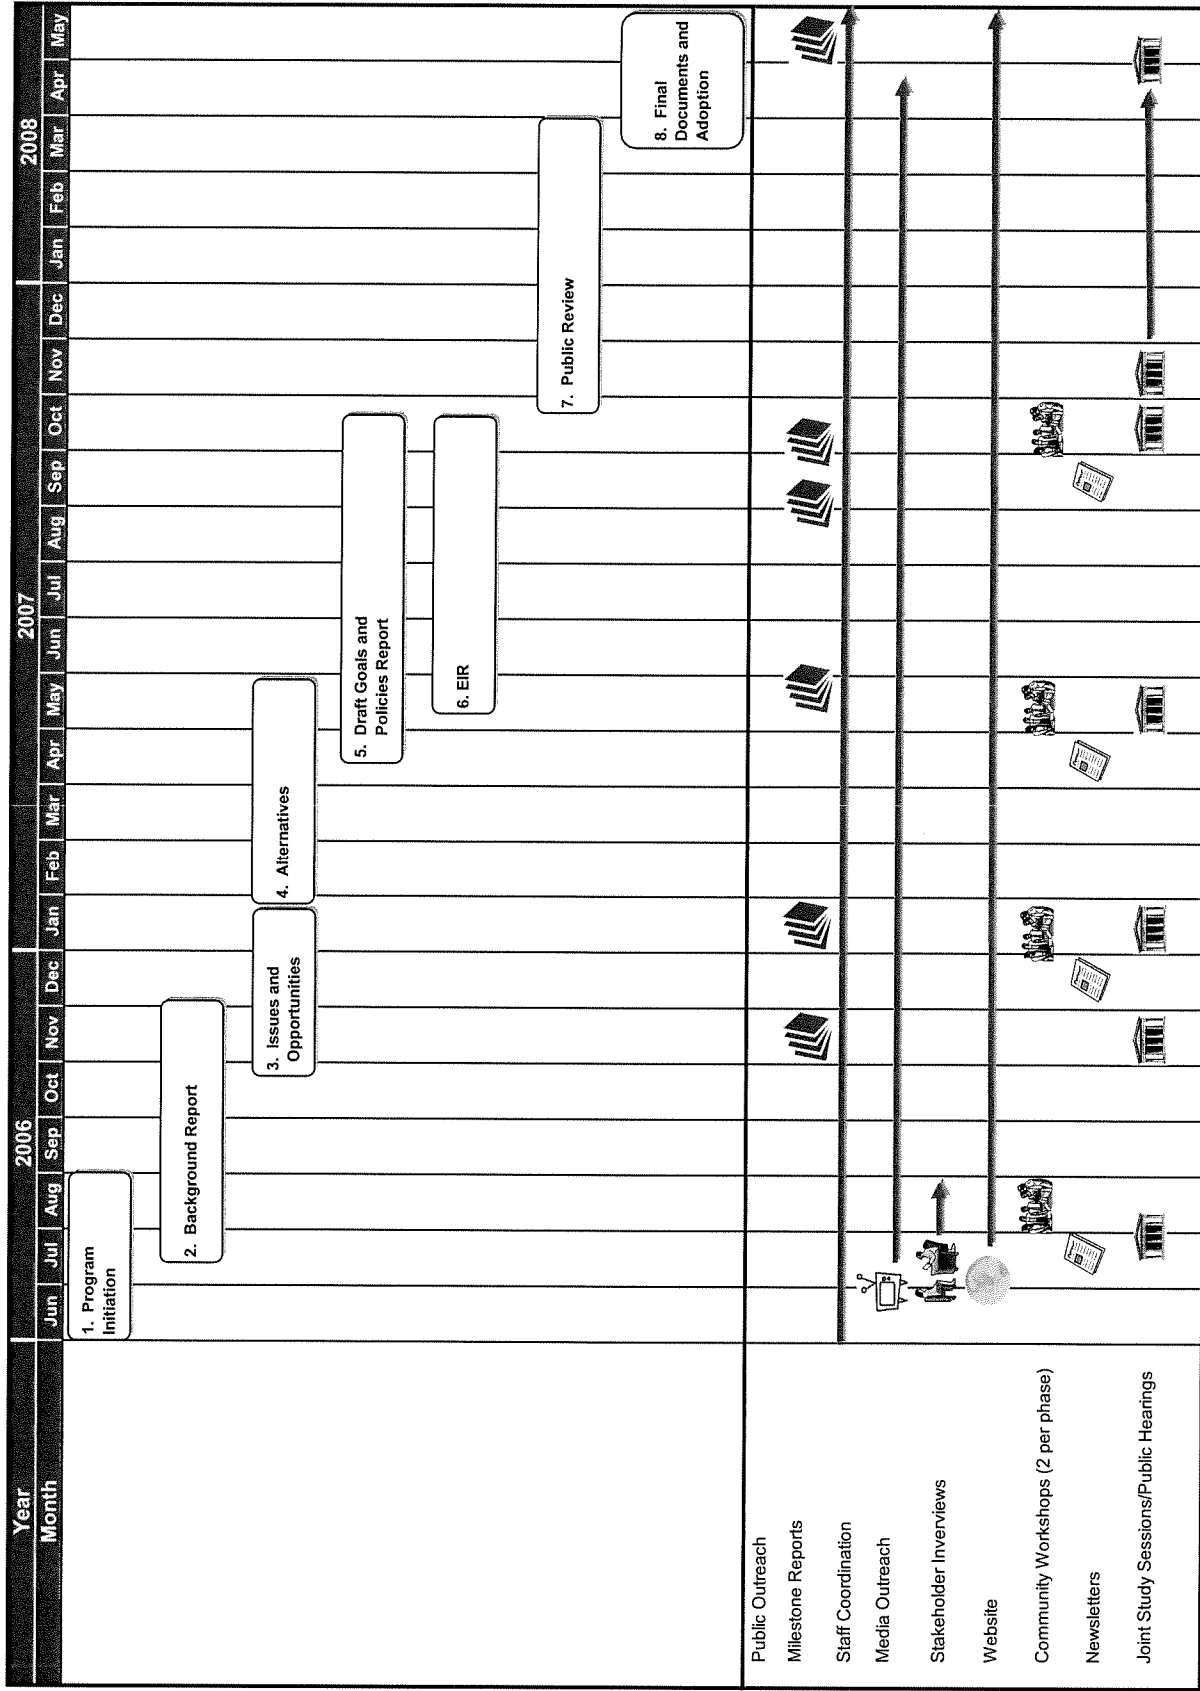 Year 2006 2007 2008
Month Jun Jul Aug Sep Oct Nov Dec Jan Feb Mar Apr May Jun Jul Aug Sep Oct Nov Dec Jan Feb Mar Apr May
1. Program
Initiation
2. Background Report
3. Issues and
Opportunities
4. Alternatives
5. Draft Goals and
Policies Report
6. EIR
7. Public Review
8. Final
Documents and
Adoption
Public Outreach
Milestone Reports
Staff Coordination
Media Outreach
Stakeholder Inverviews
Website
Community Workshops (2 per phase)
Newsletters
Joint Study Sessions/Public Hearings